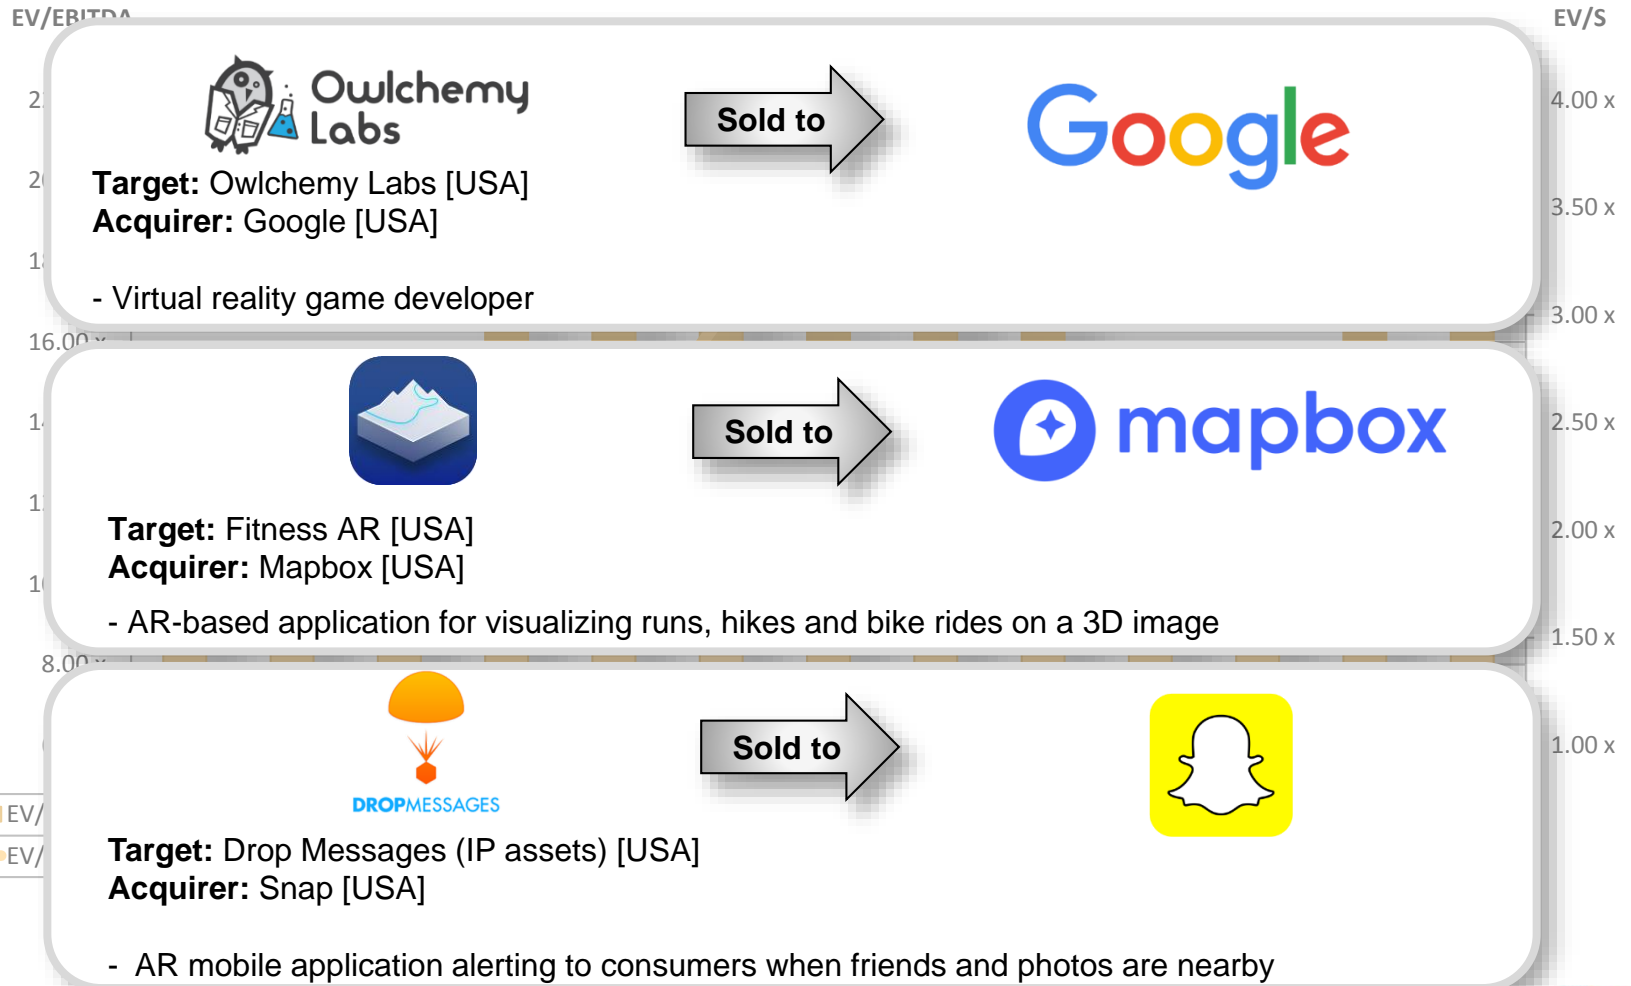 EV/EBITDA
EV/S
Owlchemy
Labs
Sold to
Google
4.00 x
Target: Owlchemy Labs [USA]
Acquirer: Google [USA]
3.50 x
- Virtual reality game developer
3.00 x
16.00 x
Sold to
mapbox
2.50 x
Target: Fitness AR [USA]
Acquirer: Mapbox [USA]
2.00 x
- AR-based application for visualizing runs, hikes and bike rides on a 3D image
1.50 x
8.00 x
Sold to
1.00 x
DROPMESSAGES
EV/
EV/
Target: Drop Messages (IP assets) [USA]
Acquirer: Snap [USA]
- AR mobile application alerting to consumers when friends and photos are nearby